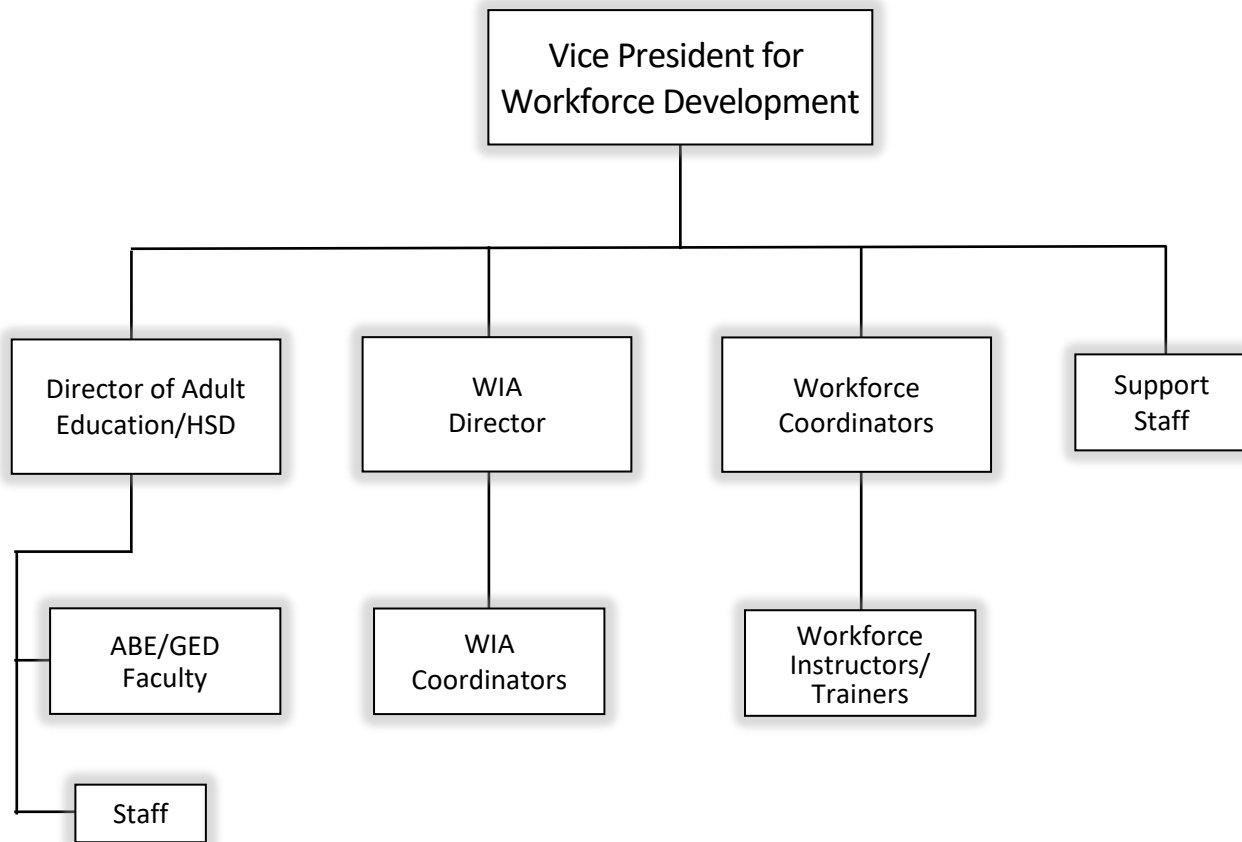 Vice President for
Workforce Development
Director of Adult
Education/HSD
WIA
Director
Workforce
Coordinators
Support
Staff
ABE/GED
Faculty
WIA
Coordinators
Workforce
Instructors/
Trainers
Staff